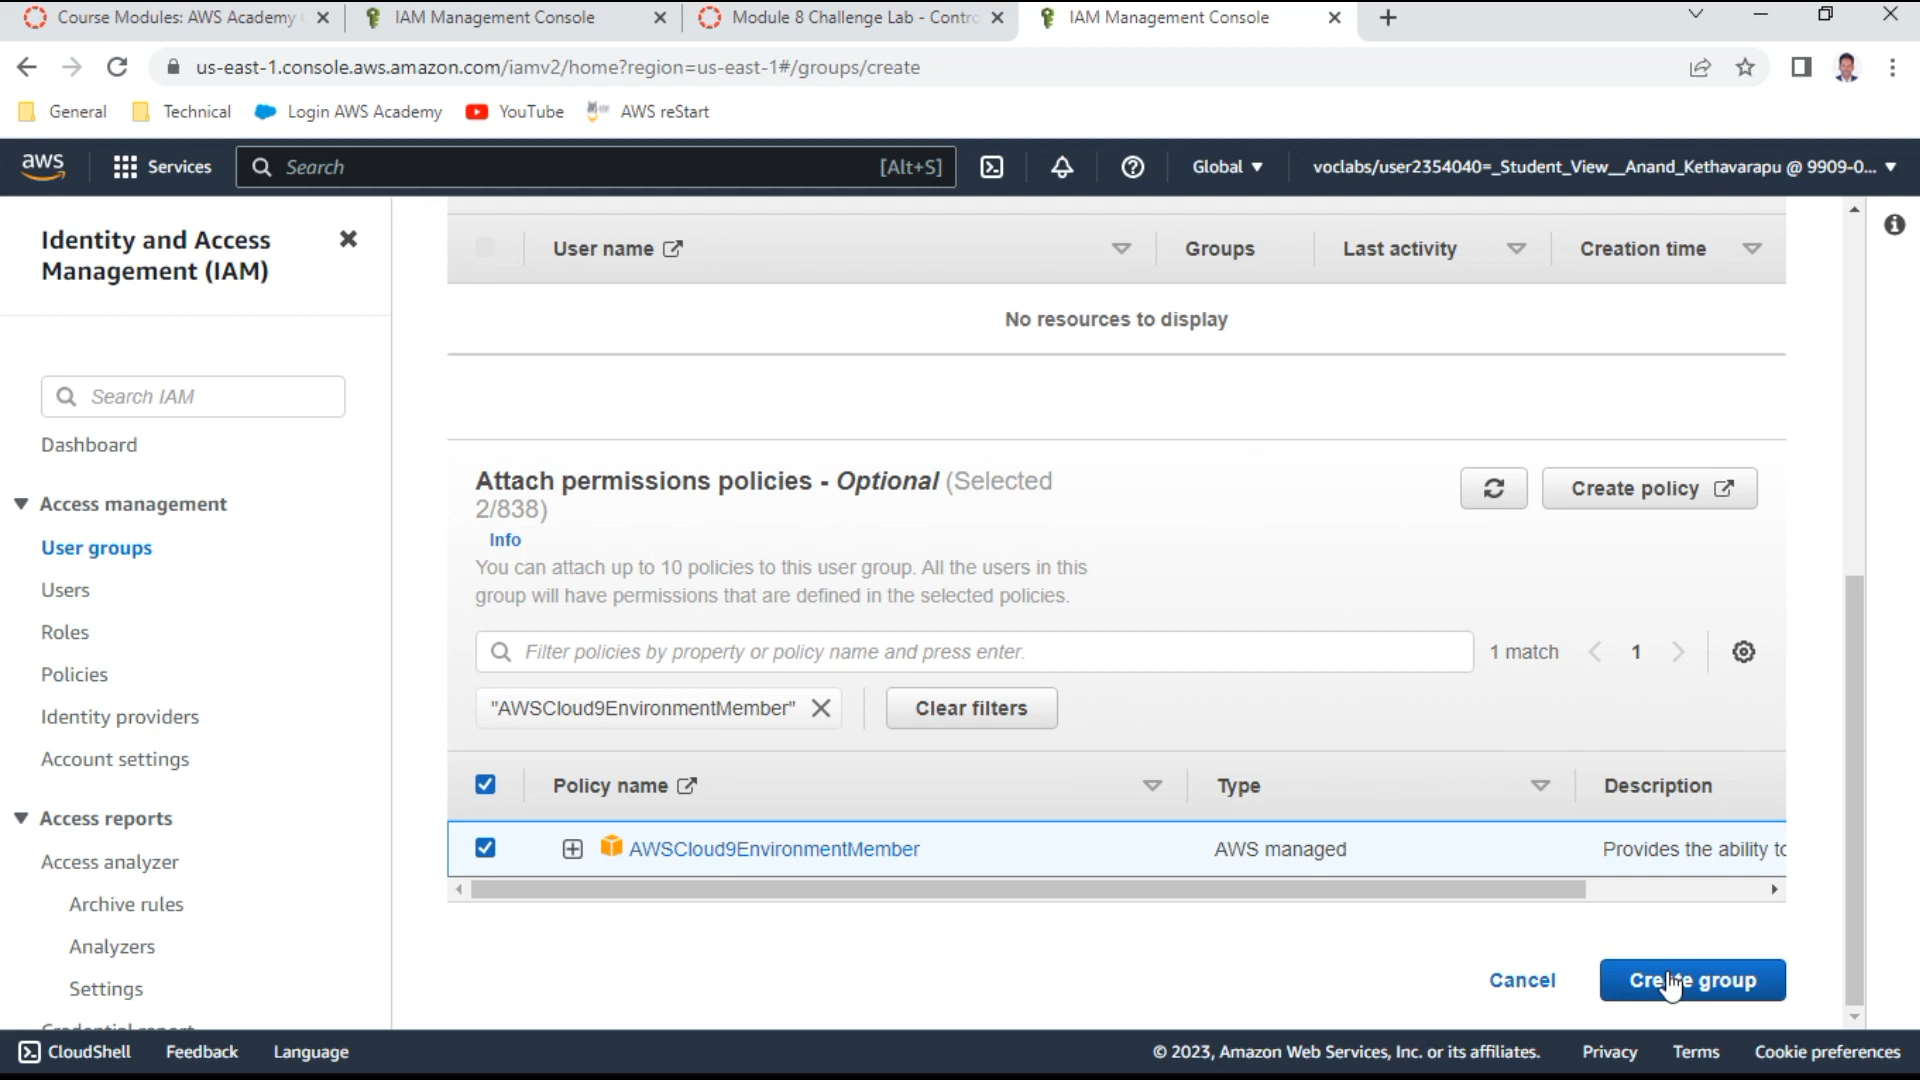 Course Modules: AWS Academy
IAM Management Console
Module 8 Challenge Lab - Contro
IAM Management Console
us-east-1.console.aws.amazon.com/iamv2/home?region=us-east-1#/groups/create
General
Technical
Login AWS Academy
YouTube
AWS reStart
aws
Services
Search
[Alt+S]
Global
voclabs/user2354040=_Student_View__Anand_Kethavarapu @ 9909-0...
Identity and Access
Management (IAM)
Search IAM
Dashboard
Access management
User groups
Users
Roles
Policies
Identity providers
Account settings
Access reports
Access analyzer
Archive rules
Analyzers
Settings
Credential report
User name
Groups
Last activity
Creation time
No resources to display
Attach permissions policies - Optional (Selected
2/838)
Info
You can attach up to 10 policies to this user group. All the users in this
group will have permissions that are defined in the selected policies.
Create policy
Filter policies by property or policy name and press enter.
1 match
1
"AWSCloud9EnvironmentMember"
Clear filters
Policy name
Type
Description
AWSCloud9EnvironmentMember
AWS managed
Provides the ability to
Cancel
Create group
CloudShell
Feedback
Language
© 2023, Amazon Web Services, Inc. or its affiliates.
Privacy
Terms
Cookie preferences